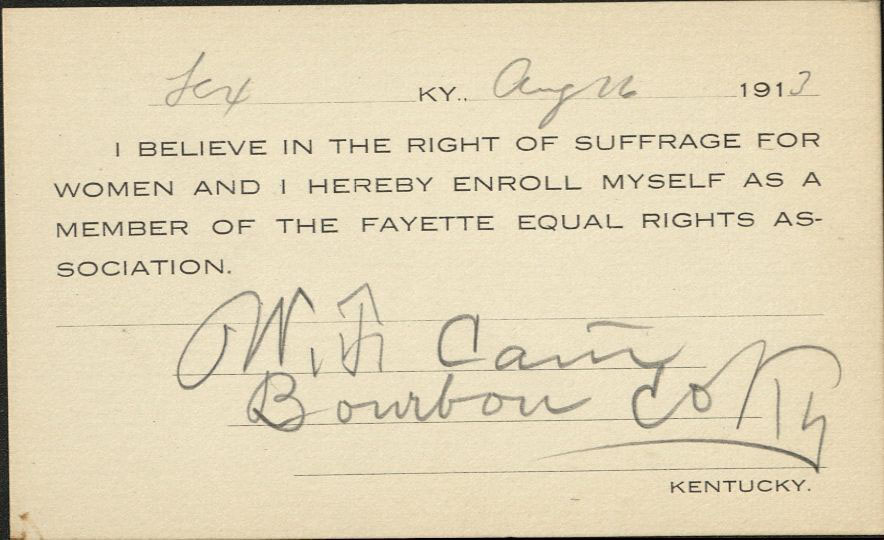 Lex KY., Aug 26 1913
I BELIEVE IN THE RIGHT OF SUFFRAGE FOR
WOMEN AND I HEREBY ENROLL MYSELF AS A
MEMBER OF THE FAYETTE EQUAL RIGHTS AS-
SOCIATION.
W.
Bourbon Co Ky
KENTUCKY.